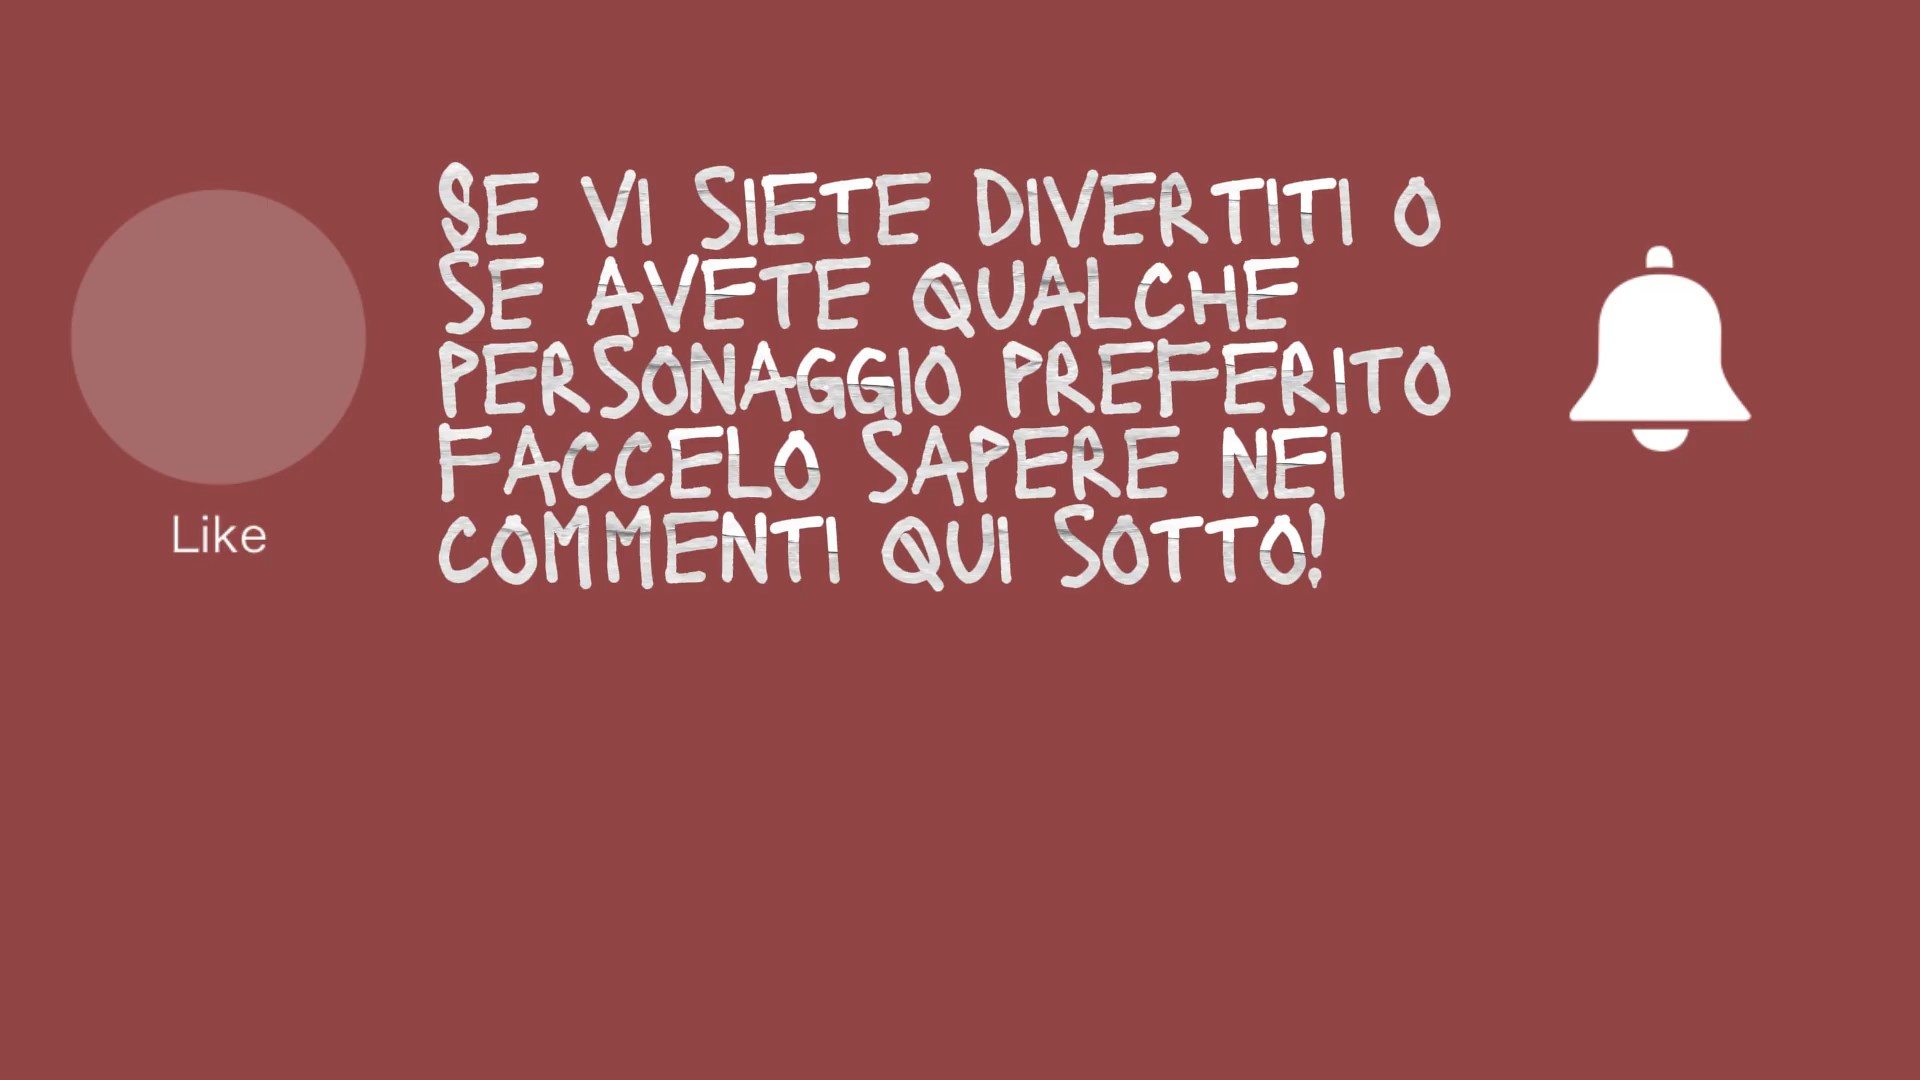 SE VI SIETE DIVERTITI O
SE AVETE QUALCHE
PERSONAGGIO PREFERITO
FACCELO SAPERE NEI
COMMENTI QUI SOTTO!
Like